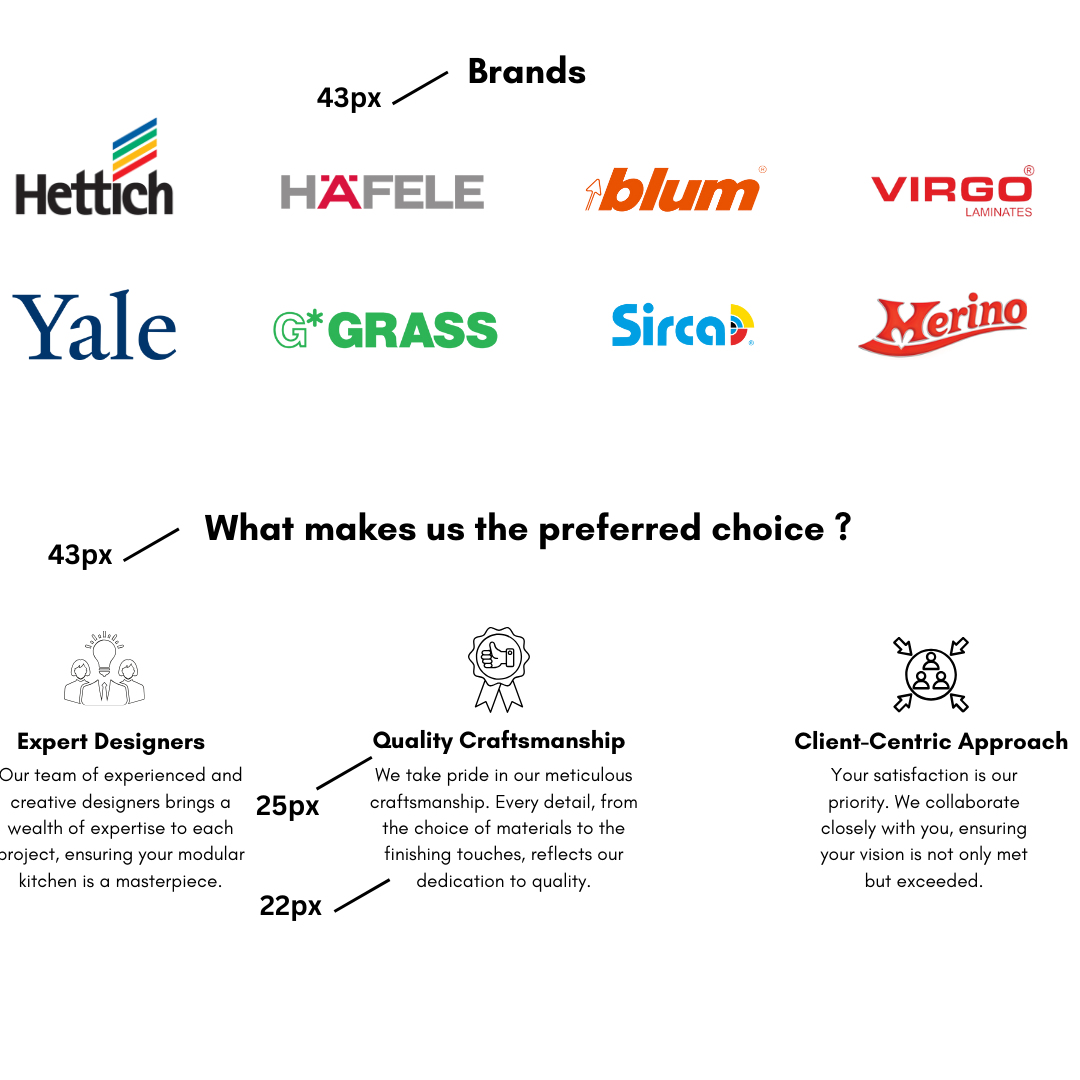 Brands
43px
Hettich
HÄFELE
blum®
VIRGO®
LAMINATES
Yale
G*GRASS
Sirca®
Merino
What makes us the preferred choice ?
43px
Expert Designers
Our team of experienced and
creative designers brings a
wealth of expertise to each
project, ensuring your modular
kitchen is a masterpiece.
Quality Craftsmanship
We take pride in our meticulous
craftsmanship. Every detail, from
the choice of materials to the
finishing touches, reflects our
dedication to quality.
25px
22px
Client-Centric Approach
Your satisfaction is our
priority. We collaborate
closely with you, ensuring
your vision is not only met
but exceeded.